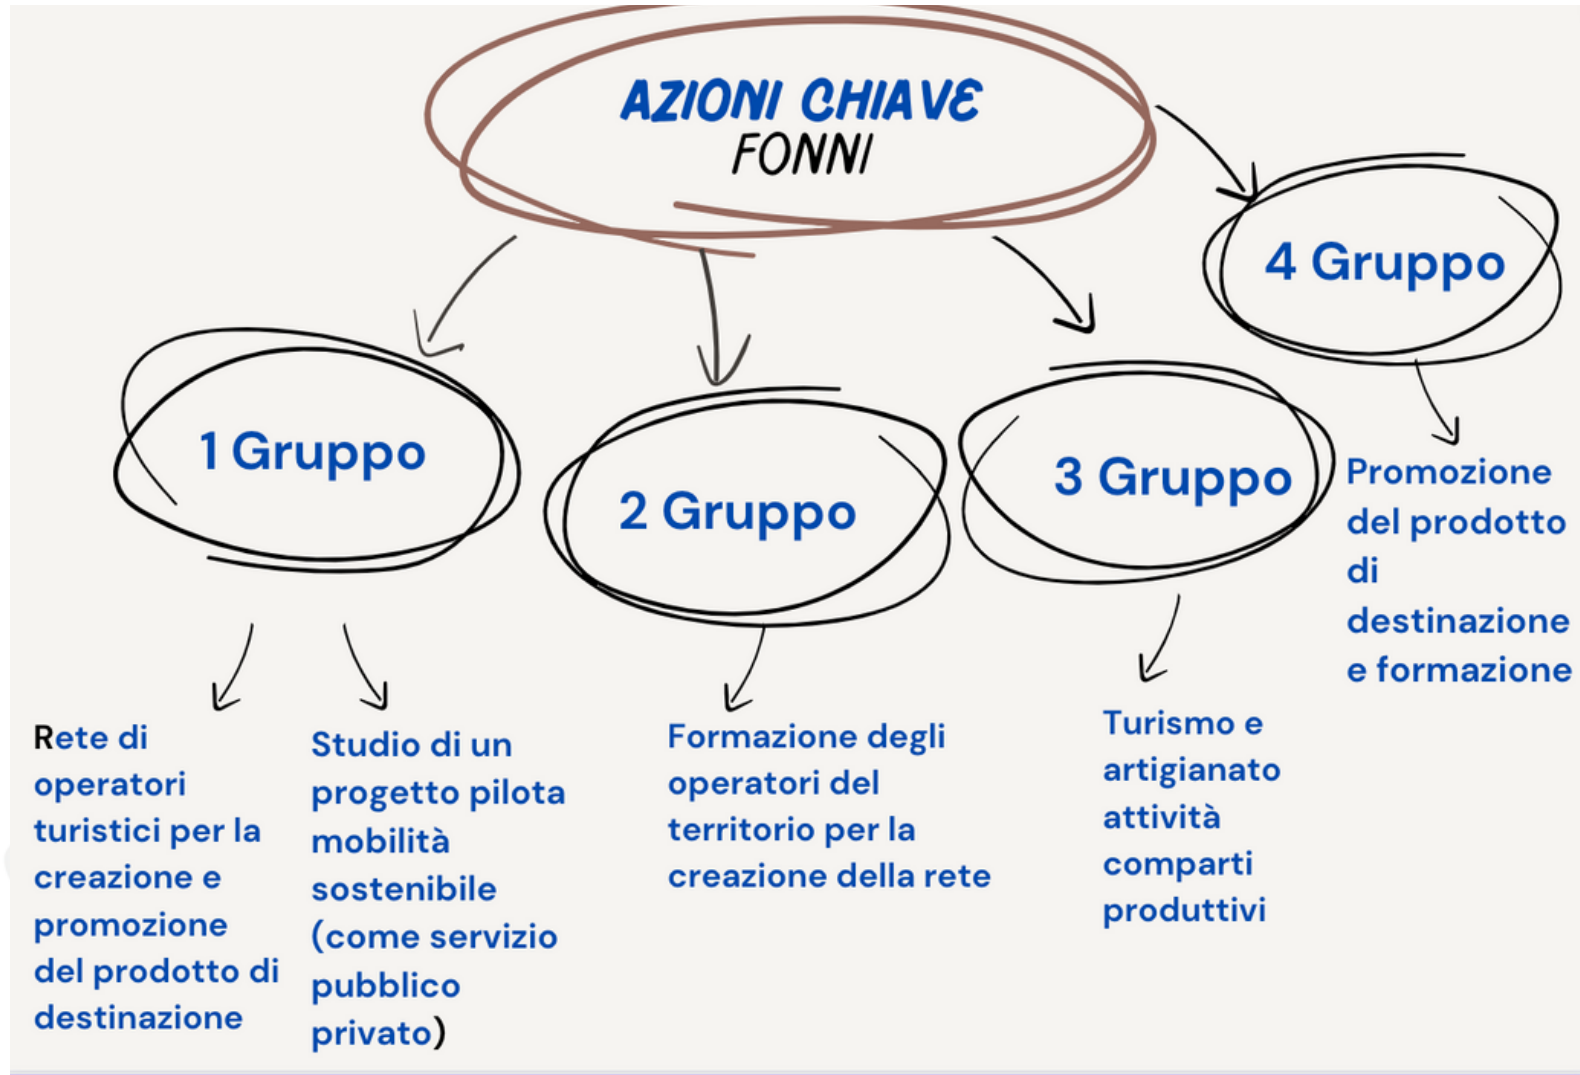 AZIONI CHIAVE
FONNI
1 Gruppo
Rete di
operatori
turistici per la
creazione e
promozione
del prodotto di
destinazione
Studio di un
progetto pilota
mobilità
sostenibile
(come servizio
pubblico
privato)
2 Gruppo
Formazione degli
operatori del
territorio per la
creazione della rete
3 Gruppo
Turismo e
artigianato
attività
comparti
produttivi
4 Gruppo
Promozione
del prodotto
di
destinazione
e formazione